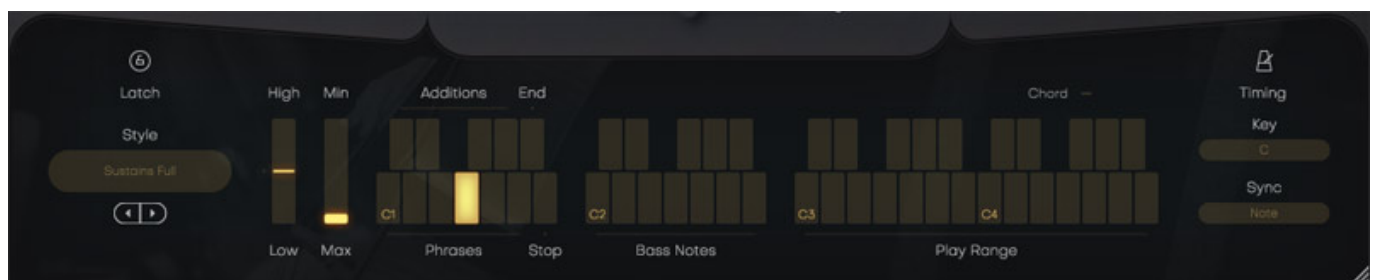 Latch
High Min Additions End Chord – Timing
Style Key
Sustains Full C
Sync
C1 C2 C3 C4 Note
Low Max Phrases Stop Bass Notes Play Range